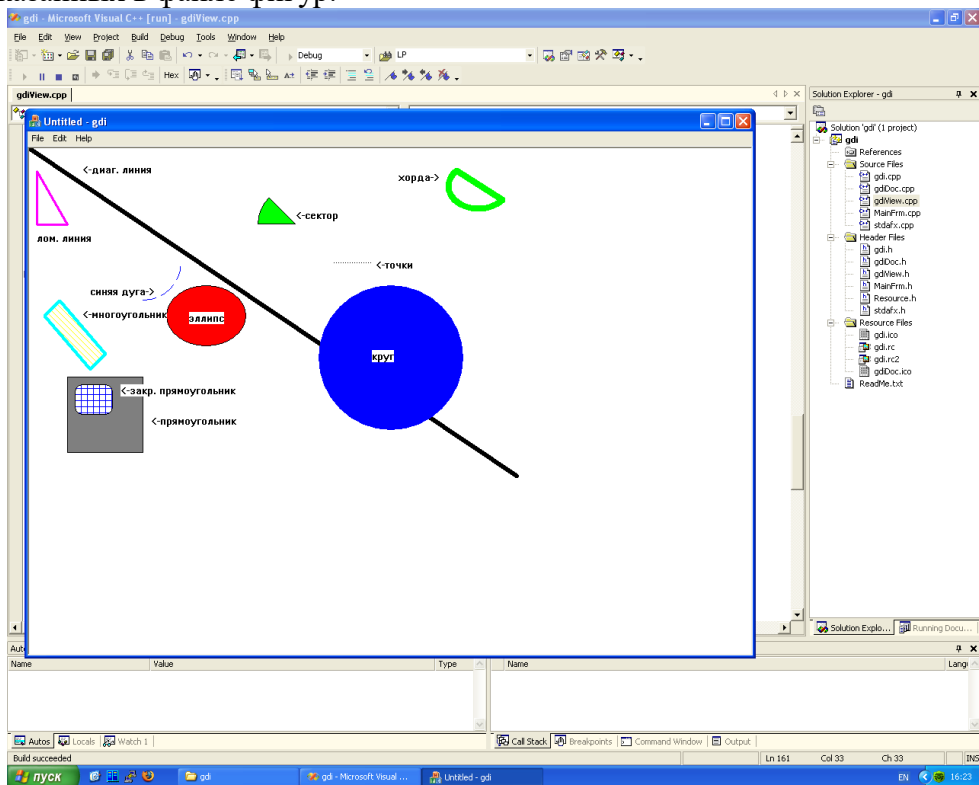 gdi - Microsoft Visual C++ [run] - gdiView.cpp
File Edit View Project Build Debug Tools Window Help
Debug LP
Hex
gdiView.cpp
Solution Explorer - gdi
Untitled - gdi
File Edit Help
<-диаг. линия
хорда->
<-сектор
лом. линия
<-точки
синяя дуга->
<-многоугольник
эллипс
круг
<-закр. прямоугольник
<-прямоугольник
Solution 'gdi' (1 project)
gdi
References
Source Files
gdi.cpp
gdiDoc.cpp
gdiView.cpp
MainFrm.cpp
stdafx.cpp
Header Files
gdi.h
gdiDoc.h
gdiView.h
MainFrm.h
Resource.h
stdafx.h
Resource Files
gdi.ico
gdi.rc
gdi.rc2
gdiDoc.ico
ReadMe.txt
Solution Explo... Running Docu...
Name Value Type
Name Lang
Autos Locals Watch 1
Call Stack Breakpoints Command Window Output
Build succeeded Ln 161 Col 33 Ch 33 INS
пуск gdi gdi - Microsoft Visual ... Untitled - gdi EN 16:23